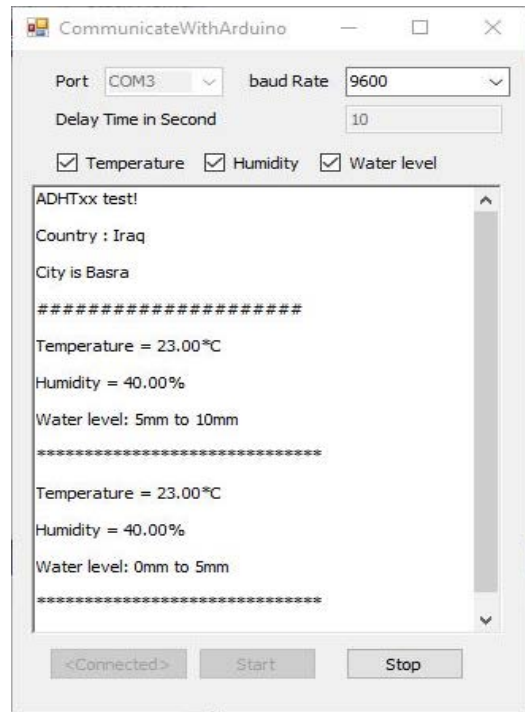 CommunicateWithArduino
Port COM3 baud Rate 9600
Delay Time in Second 10
Temperature Humidity Water level
ADHTxx test!
Country : Iraq
City is Basra
#####################
Temperature = 23.00*C
Humidity = 40.00%
Water level: 5mm to 10mm
******************************
Temperature = 23.00*C
Humidity = 40.00%
Water level: 0mm to 5mm
******************************
<Connected> Start Stop